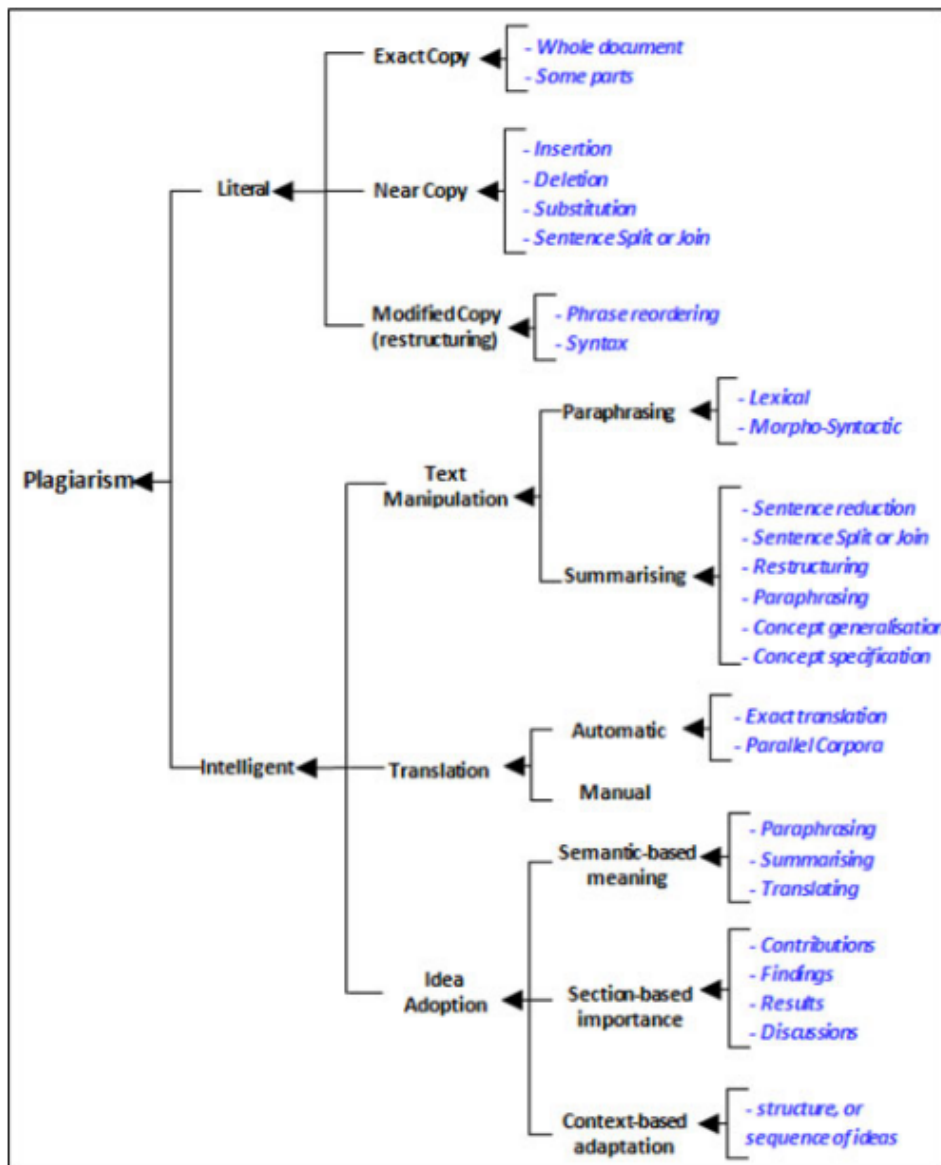 Exact Copy
- Whole document
- Some parts
Literal
Near Copy
- Insertion
- Deletion
- Substitution
- Sentence Split or Join
Modified Copy
(restructuring)
- Phrase reordering
- Syntax
Plagiarism
Text
Manipulation
Paraphrasing
- Lexical
- Morpho-Syntactic
Summarising
- Sentence reduction
- Sentence Split or Join
- Restructuring
- Paraphrasing
- Concept generalisation
- Concept specification
Intelligent
Translation
Automatic
- Exact translation
- Parallel Corpora
Manual
Idea
Adoption
Semantic-based
meaning
- Paraphrasing
- Summarising
- Translating
Section-based
importance
- Contributions
- Findings
- Results
- Discussions
Context-based
adaptation
- structure, or
sequence of ideas